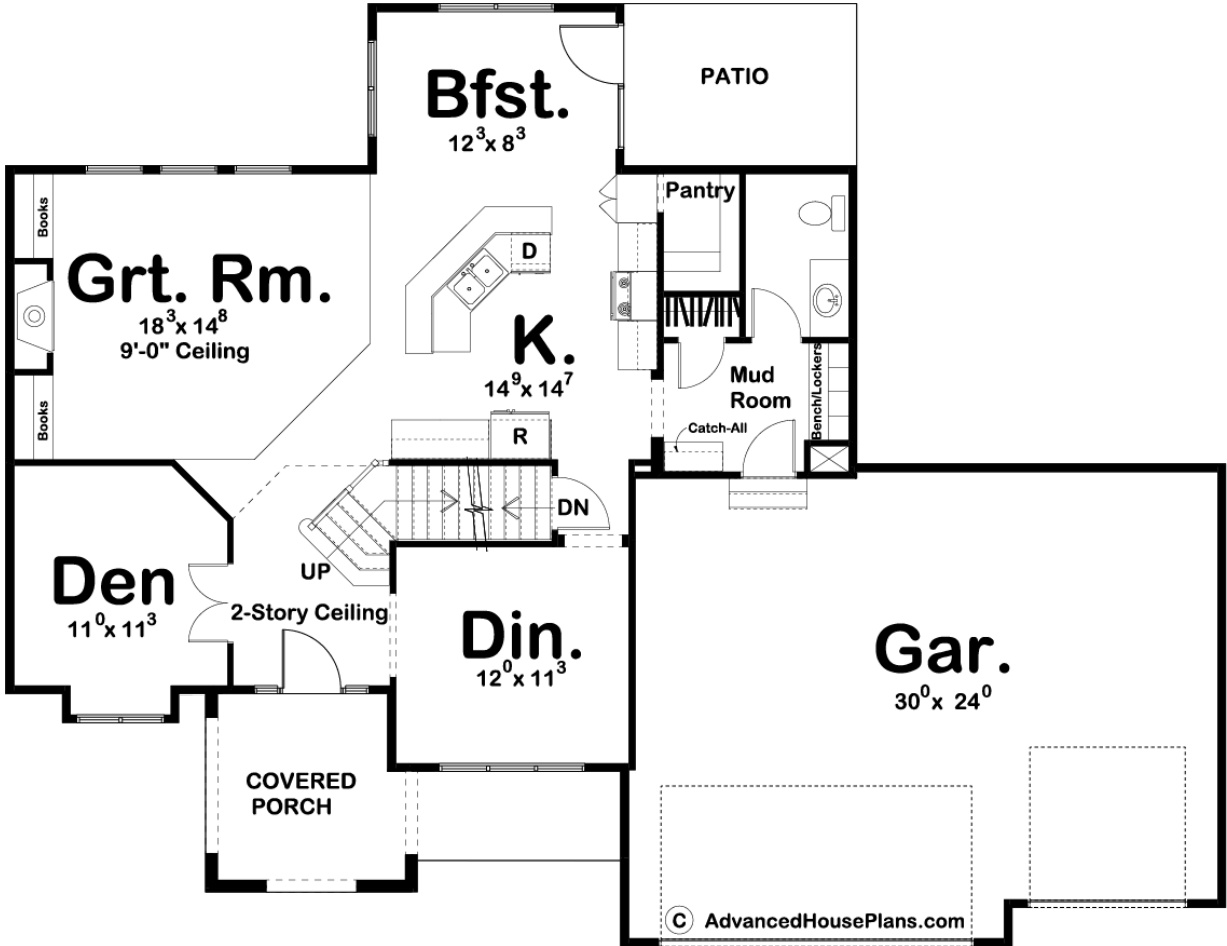 Bfst.
12³x 8³
PATIO
Books
Pantry
D
Grt. Rm.
18³x 14⁸
9'-0" Ceiling
K.
14⁹x 14⁷
Mud
Room
Bench/Lockers
Books
Catch-All
R
DN
Den
11⁰x 11³
UP
2-Story Ceiling
Din.
12⁰x 11³
Gar.
30⁰x 24⁰
COVERED
PORCH
© AdvancedHousePlans.com